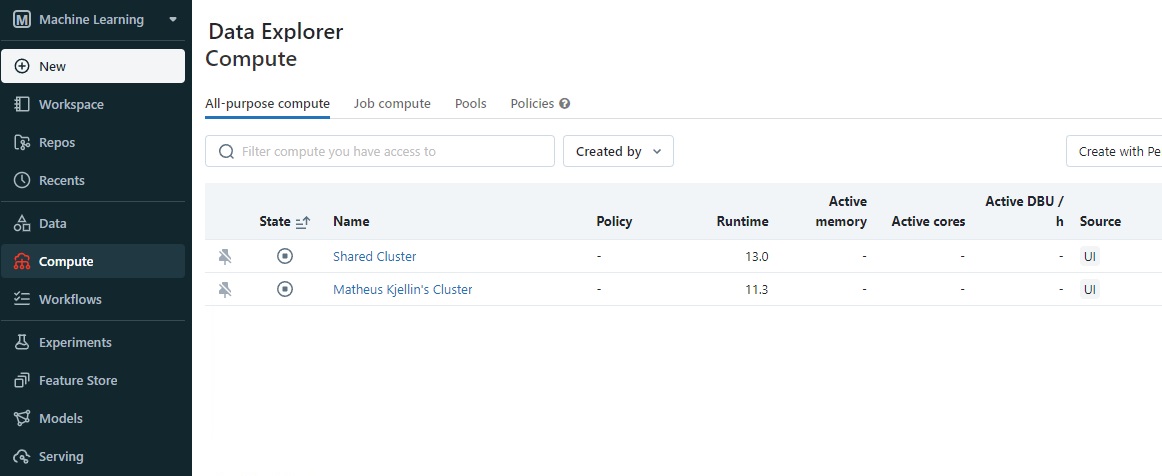 M Machine Learning
New
Workspace
Repos
Recents
Data
Compute
Workflows
Experiments
Feature Store
Models
Serving
Data Explorer
Compute
All-purpose compute Job compute Pools Policies ?
Filter compute you have access to Created by Create with Pe
State Name Policy Runtime Active memory Active cores Active DBU / h Source
Shared Cluster - 13.0 - - - UI
Matheus Kjellin's Cluster - 11.3 - - - UI